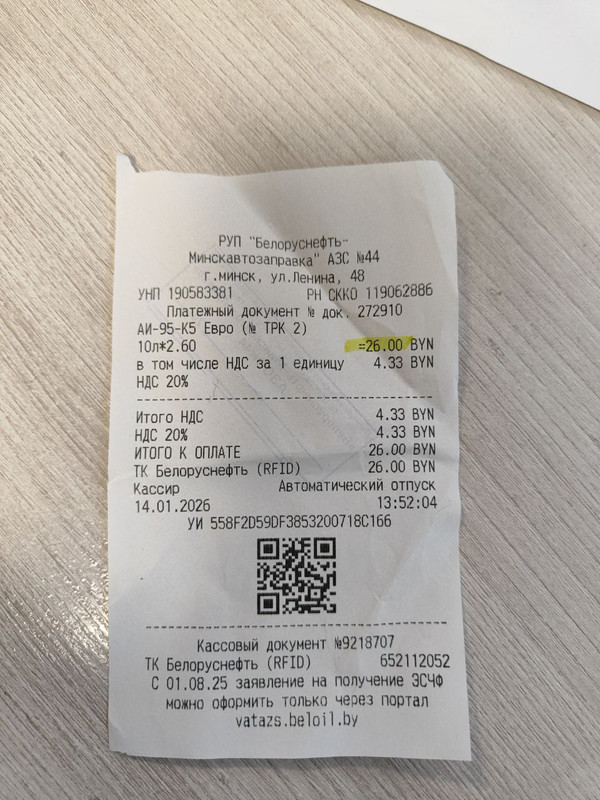 РУП "Белоруснефть-
Минскавтозаправка" АЗС №44
г.минск, ул.Ленина, 48
УНП 190583381 РН СККО 119062886
Платежный документ № док. 272910
АИ-95-К5 Евро (№ ТРК 2)
10л*2.60 =26.00 BYN
в том числе НДС за 1 единицу 4.33 BYN
НДС 20%
Итого НДС 4.33 BYN
НДС 20% 4.33 BYN
ИТОГО К ОПЛАТЕ 26.00 BYN
ТК Белоруснефть (RFID) 26.00 BYN
Кассир Автоматический отпуск
14.01.2026 13:52:04
УИ 558F2D59DF3853200718C166
Кассовый документ №9218707
ТК Белоруснефть (RFID) 652112052
С 01.08.25 заявление на получение ЭСЧФ
можно оформить только через портал
vatazs.beloil.by